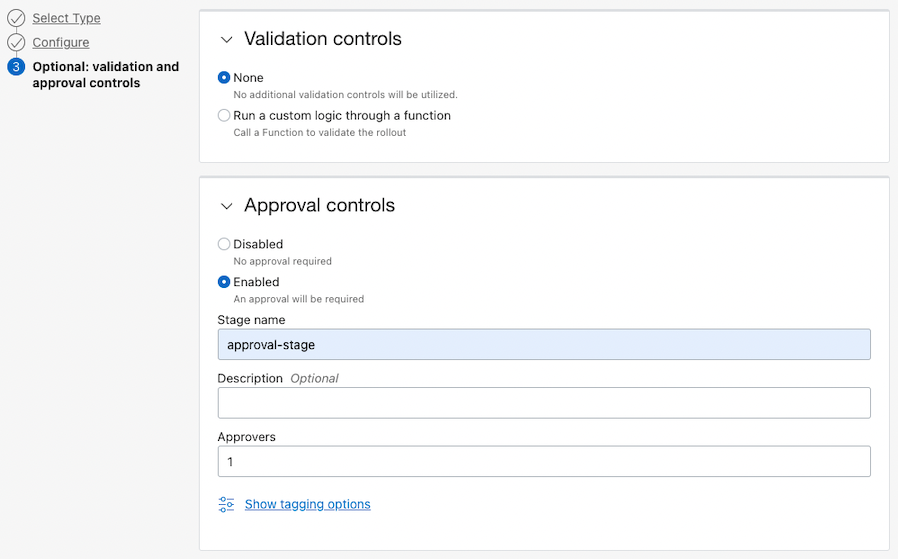 Select Type
Configure
3
Optional: validation and
approval controls
Validation controls
None
No additional validation controls will be utilized.
Run a custom logic through a function
Call a Function to validate the rollout
Approval controls
Disabled
No approval required
Enabled
An approval will be required
Stage name
approval-stage
Description Optional
Approvers
1
Show tagging options